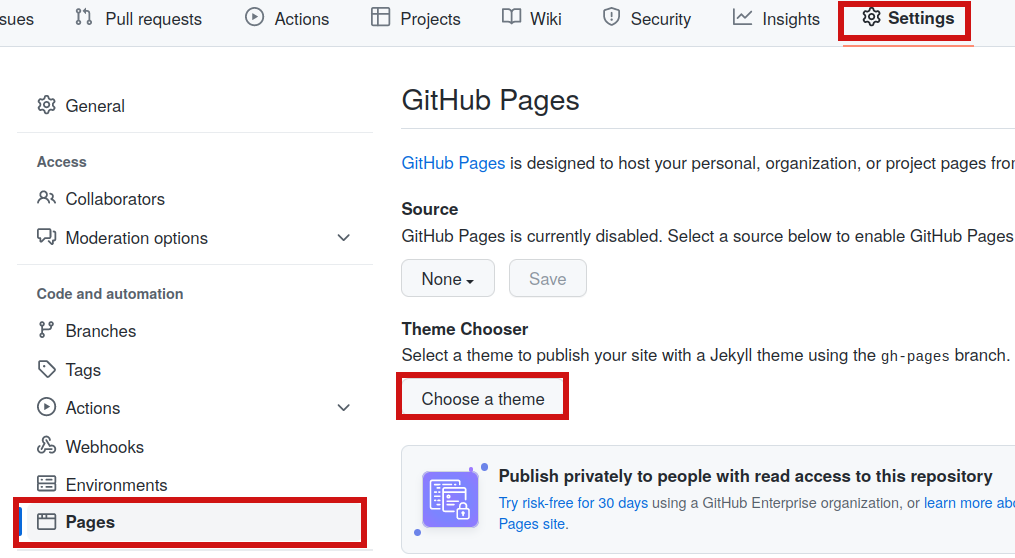 sues Pull requests Actions Projects Wiki Security Insights Settings
General
Access
Collaborators
Moderation options
Code and automation
Branches
Tags
Actions
Webhooks
Environments
Pages
GitHub Pages
GitHub Pages is designed to host your personal, organization, or project pages fro
Source
GitHub Pages is currently disabled. Select a source below to enable GitHub Pages
None Save
Theme Chooser
Select a theme to publish your site with a Jekyll theme using the gh-pages branch.
Choose a theme
Publish privately to people with read access to this repository
Try risk-free for 30 days using a GitHub Enterprise organization, or learn more abo
Pages site.